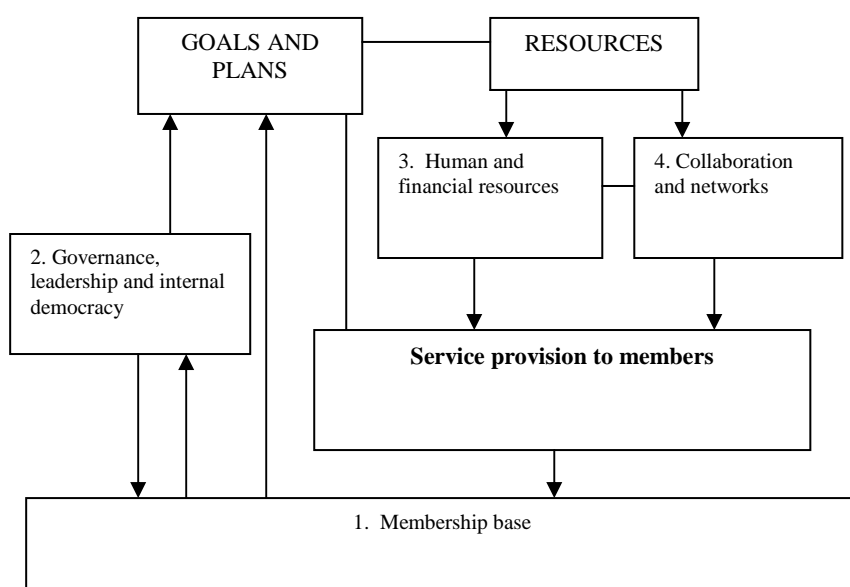 GOALS AND
PLANS
RESOURCES
3. Human and
financial resources
4. Collaboration
and networks
2. Governance,
leadership and internal
democracy
Service provision to members
1. Membership base